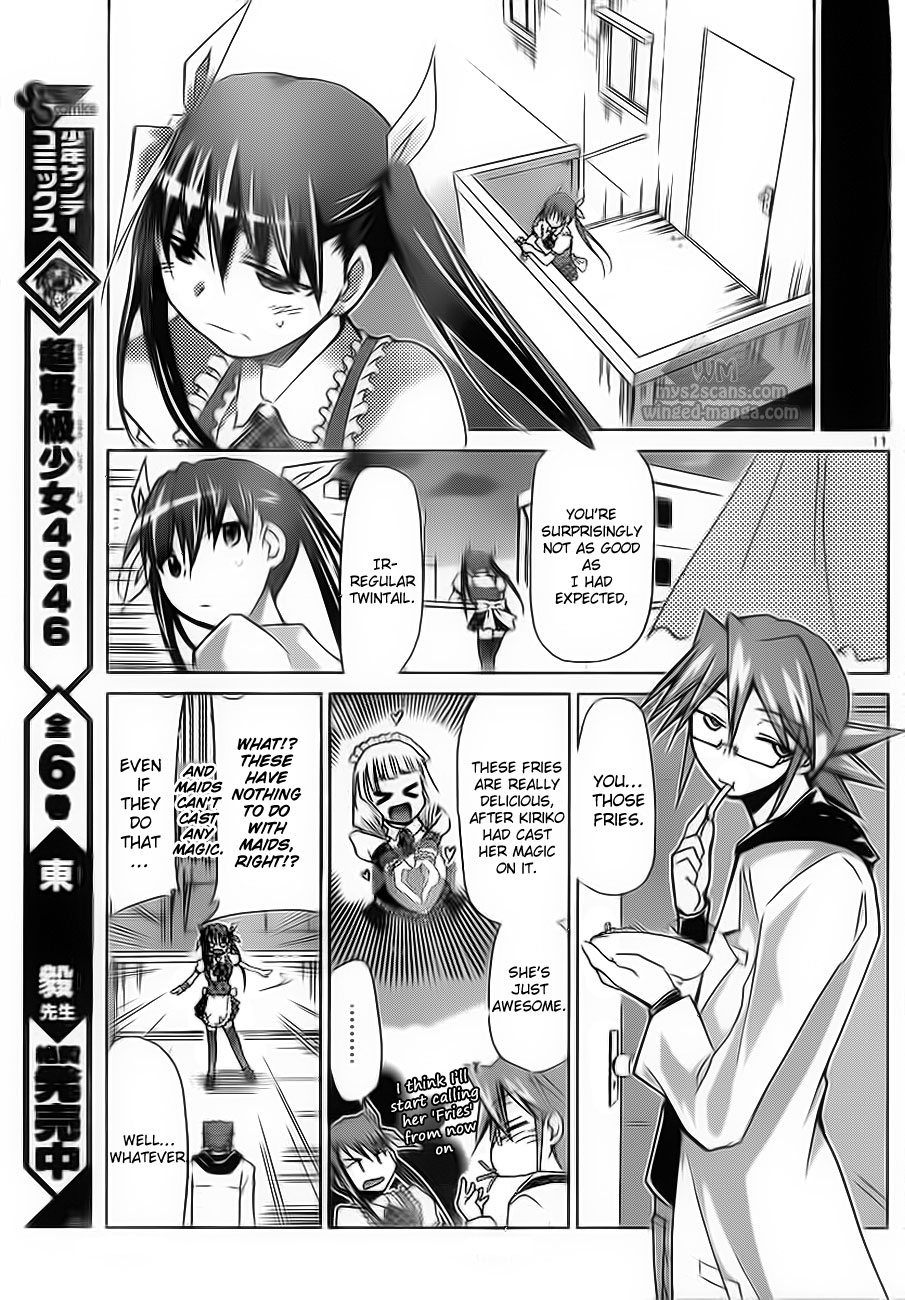 comics
少年サンデー
コミックス
超弩級少女4946
全
6
巻
東
毅
先生
発売中
WM
mys2scans.com
winged-manga.com
11
YOU'RE
SURPRISINGLY
NOT AS GOOD
AS
I HAD
EXPECTED,
IR-
REGULAR
TWINTAIL.
YOU...
THOSE
FRIES.
THESE FRIES
ARE REALLY
DELICIOUS,
AFTER KIRIKO
HAD CAST
HER MAGIC
ON IT.
SHE'S
JUST
AWESOME.
.........
I think I'll
start calling
her 'Fries'
from now
on
WHAT!?
THESE
HAVE
NOTHING
TO DO
WITH
MAIDS,
RIGHT!?
AND
MAIDS
CAN'T
CAST
ANY
MAGIC.
EVEN
IF
THEY DO
THAT
...
WELL...
WHATEVER.